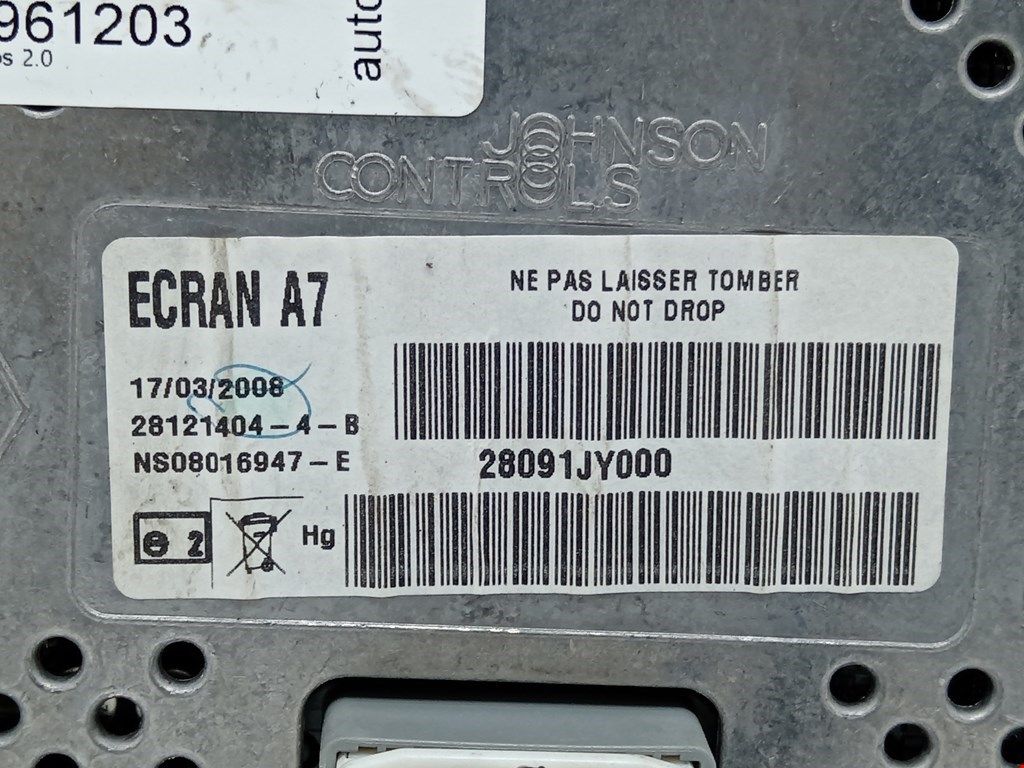 961203
os 2.0
auto
JOHNSON
CONTROLS
ECRAN A7
NE PAS LAISSER TOMBER
DO NOT DROP
17/03/2008
28121404-4-B
NS08016947-E
28091JY000
2
Hg